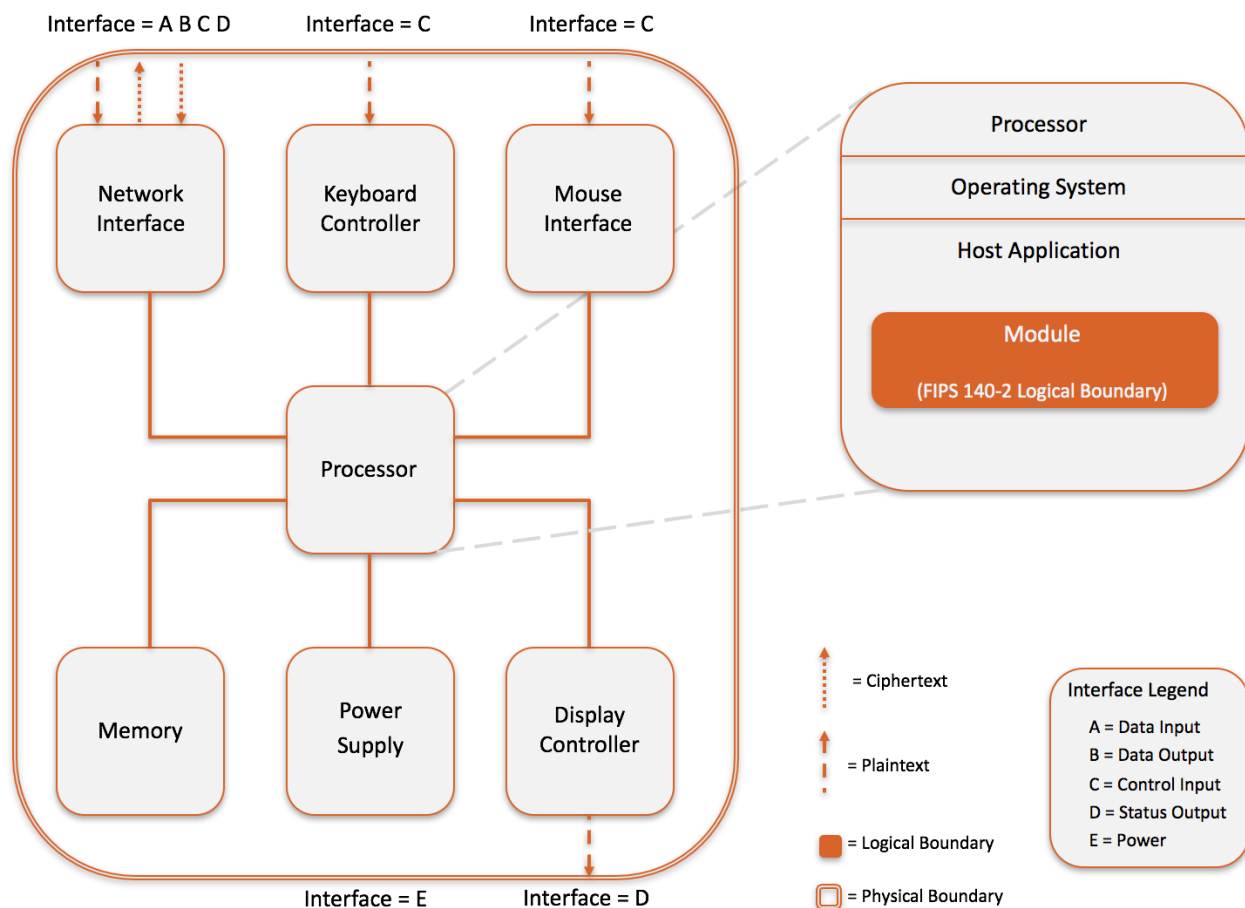 Interface = A B C D
Interface = C
Interface = C
Network
Interface
Keyboard
Controller
Mouse
Interface
Processor
Memory
Power
Supply
Display
Controller
Interface = E
Interface = D
Processor
Operating System
Host Application
Module
(FIPS 140-2 Logical Boundary)
= Ciphertext
= Plaintext
= Logical Boundary
= Physical Boundary
Interface Legend
A = Data Input
B = Data Output
C = Control Input
D = Status Output
E = Power